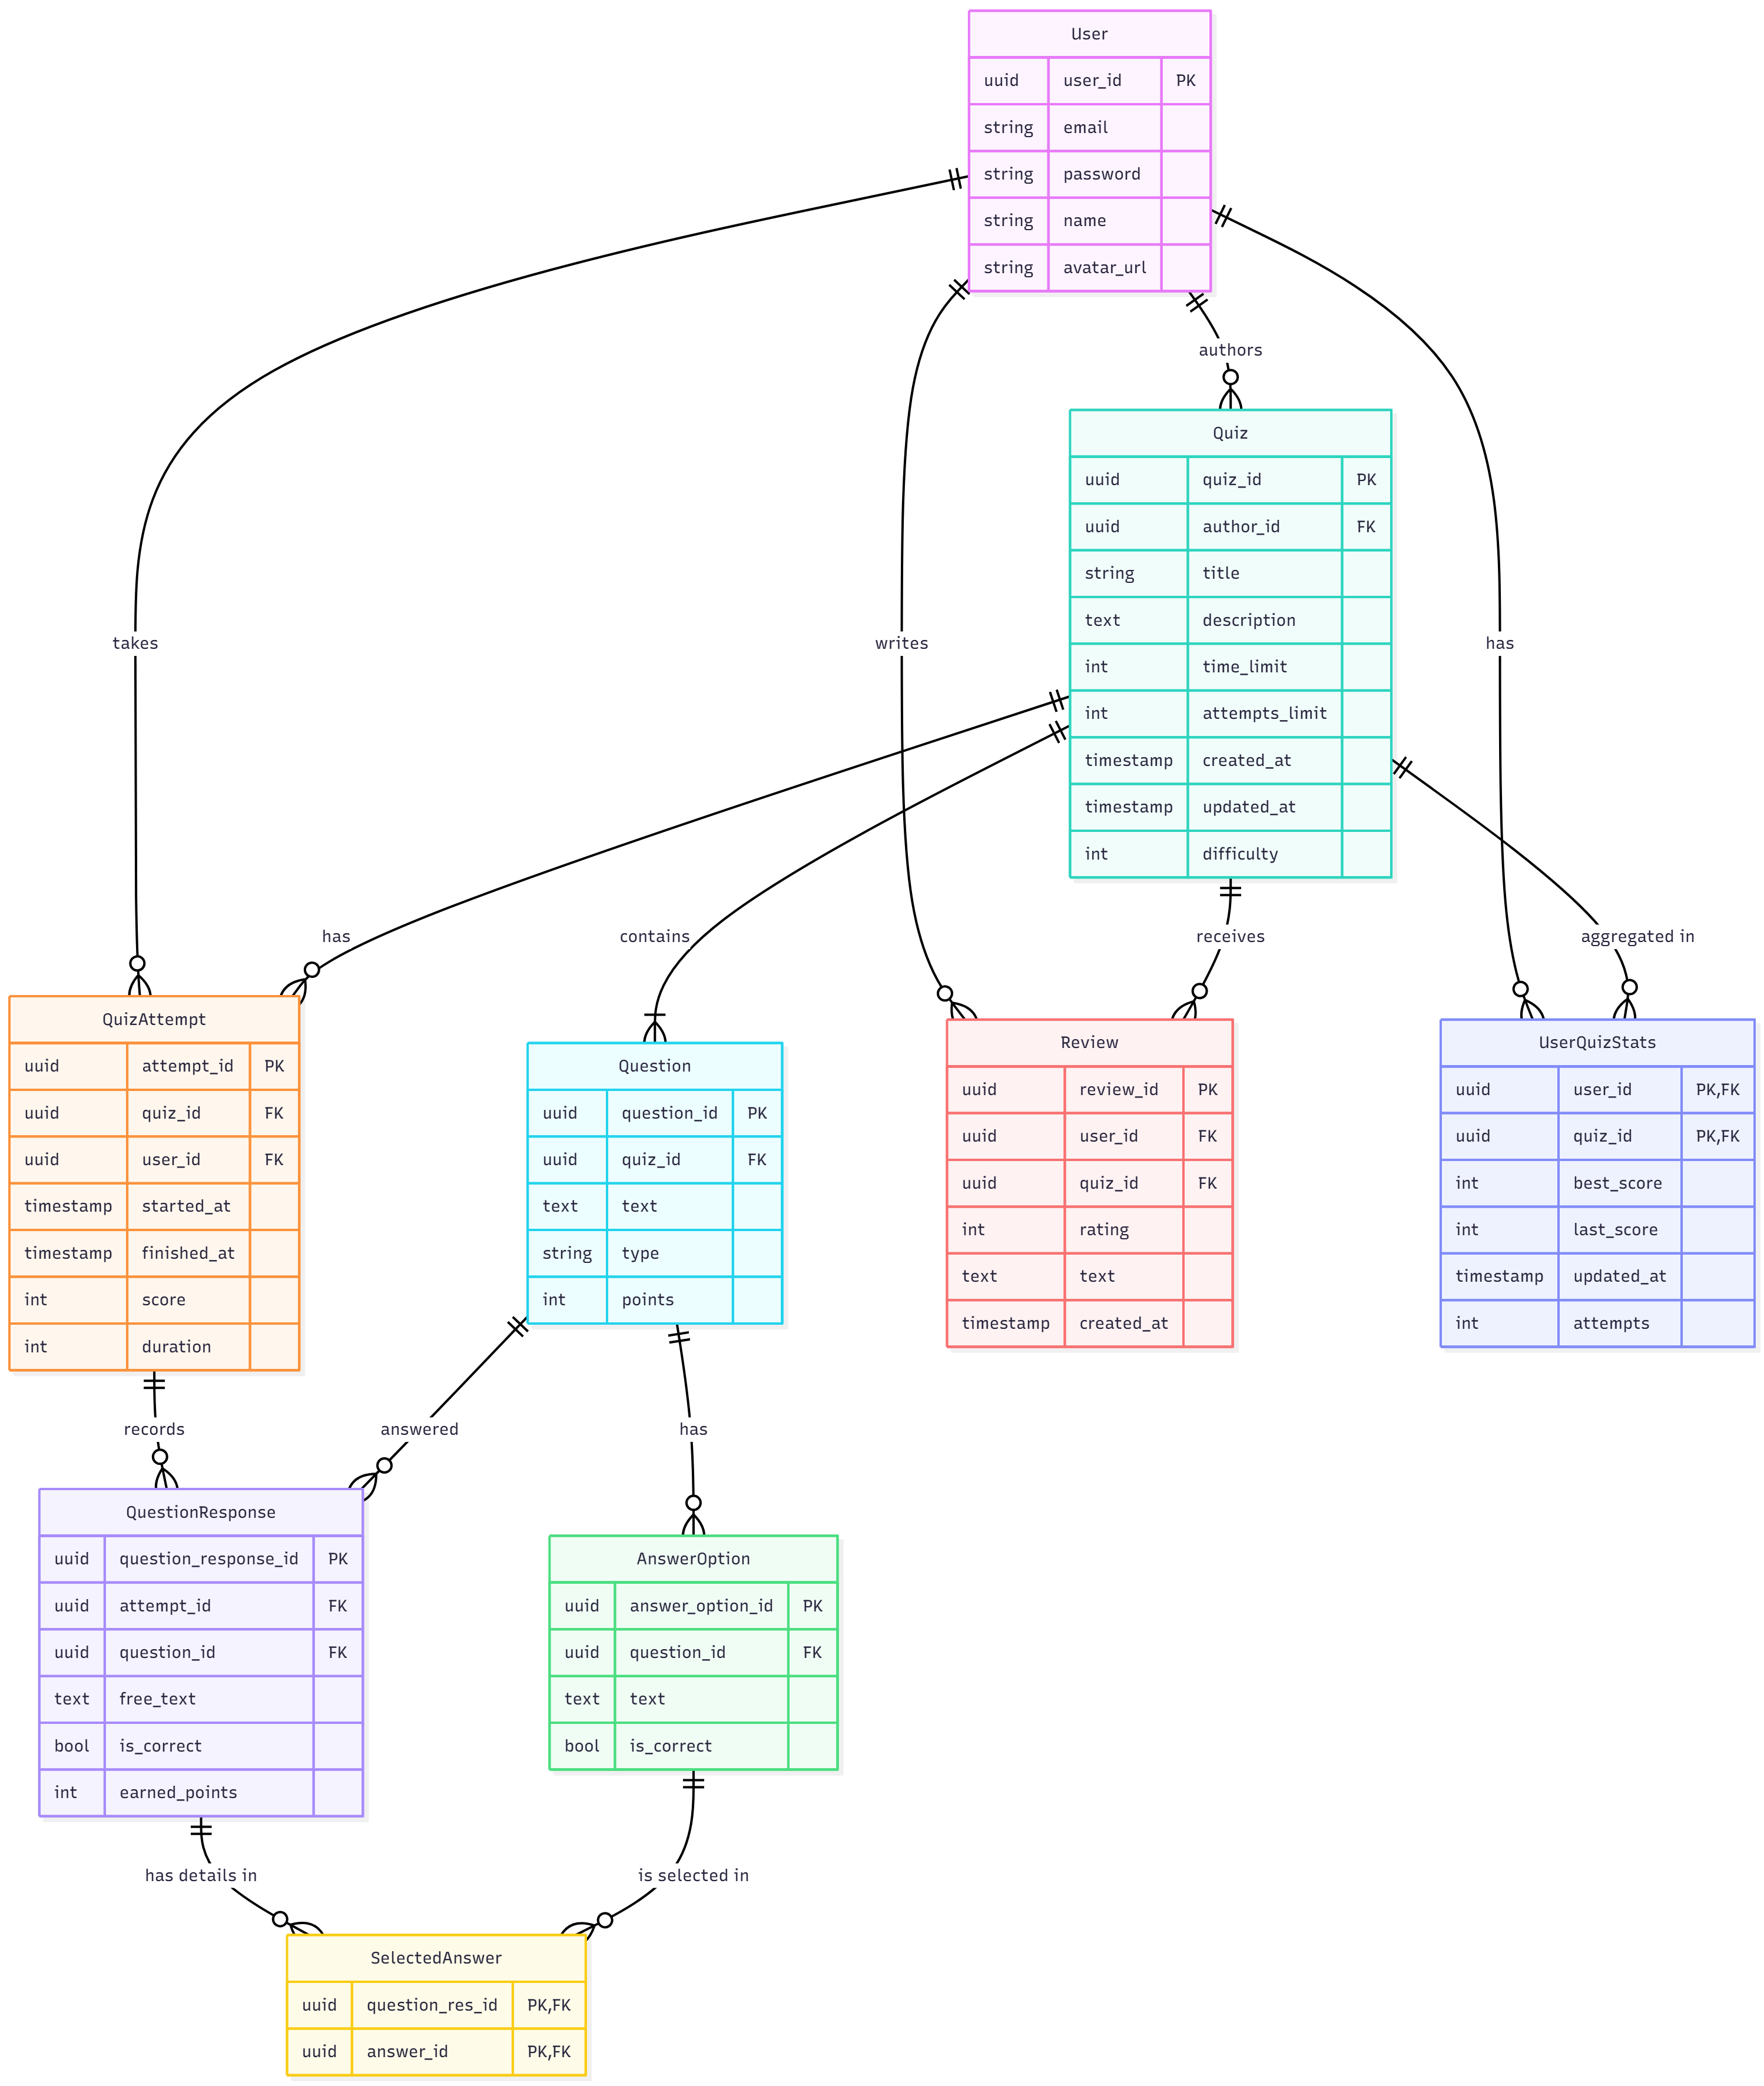 User
uuid user_id PK
string email
string password
string name
string avatar_url
authors
Quiz
uuid quiz_id PK
uuid author_id FK
string title
text description
int time_limit
int attempts_limit
timestamp created_at
timestamp updated_at
int difficulty
takes
writes
has
has
contains
receives
aggregated in
QuizAttempt
uuid attempt_id PK
uuid quiz_id FK
uuid user_id FK
timestamp started_at
timestamp finished_at
int score
int duration
Question
uuid question_id PK
uuid quiz_id FK
text text
string type
int points
Review
uuid review_id PK
uuid user_id FK
uuid quiz_id FK
int rating
text text
timestamp created_at
UserQuizStats
uuid user_id PK,FK
uuid quiz_id PK,FK
int best_score
int last_score
timestamp updated_at
int attempts
records
answered
has
QuestionResponse
uuid question_response_id PK
uuid attempt_id FK
uuid question_id FK
text free_text
bool is_correct
int earned_points
AnswerOption
uuid answer_option_id PK
uuid question_id FK
text text
bool is_correct
has details in
is selected in
SelectedAnswer
uuid question_res_id PK,FK
uuid answer_id PK,FK